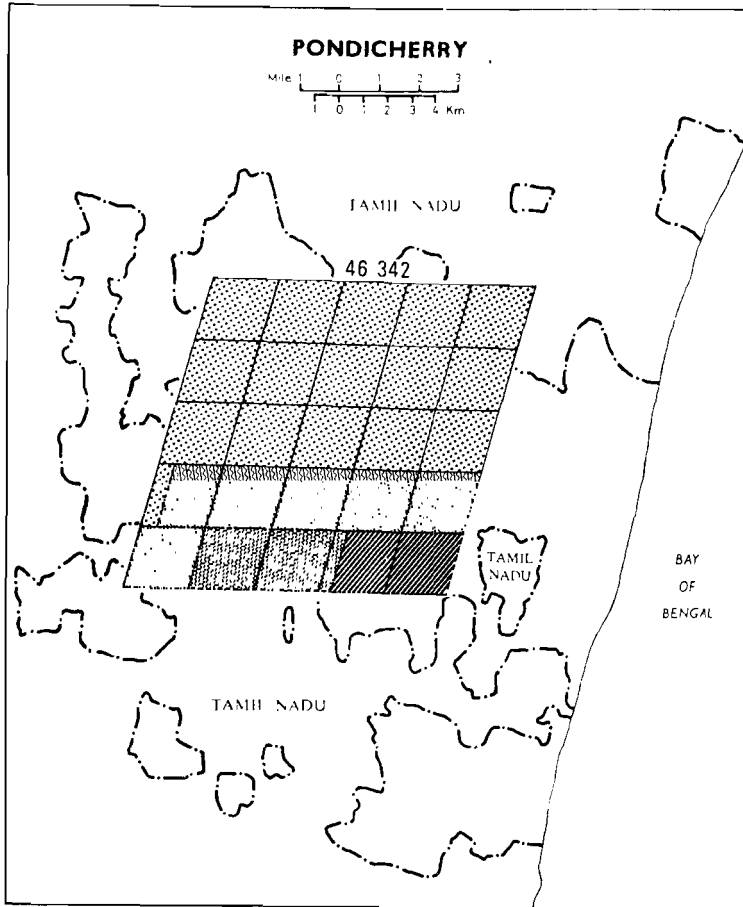 PONDICHERRY
Mile 1 0 1 2 3
1 0 1 2 3 4 Km
TAMIL NADU
46 342
TAMIL
NADU
BAY
OF
BENGAL
TAMIL NADU